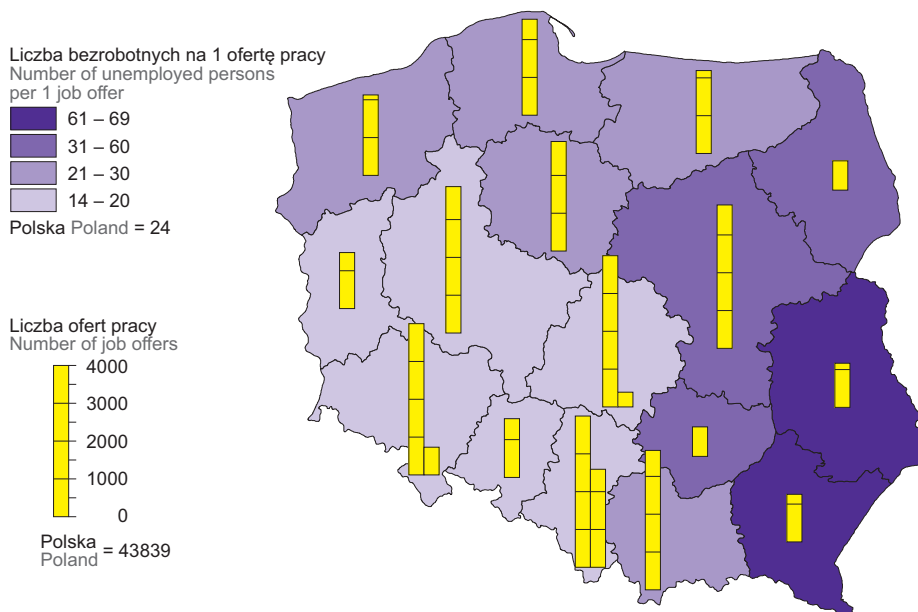 Liczba bezrobotnych na 1 ofertę pracy
Number of unemployed persons
per 1 job offer
61 – 69
31 – 60
21 – 30
14 – 20
Polska Poland = 24
Liczba ofert pracy
Number of job offers
4000
3000
2000
1000
0
Polska
Poland = 43839